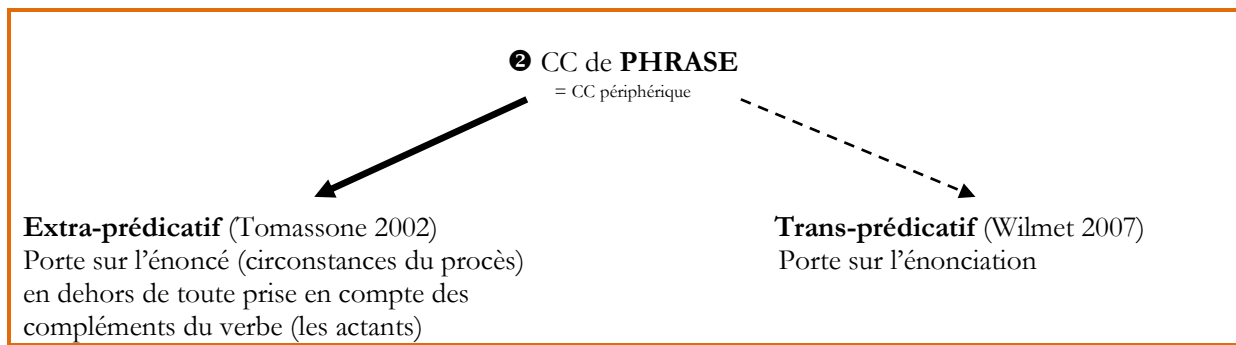 ❷ CC de PHRASE
= CC périphérique
Extra-prédicatif (Tomassone 2002)
Porte sur l’énoncé (circonstances du procès)
en dehors de toute prise en compte des
compléments du verbe (les actants)
Trans-prédicatif (Wilmet 2007)
Porte sur l’énonciation